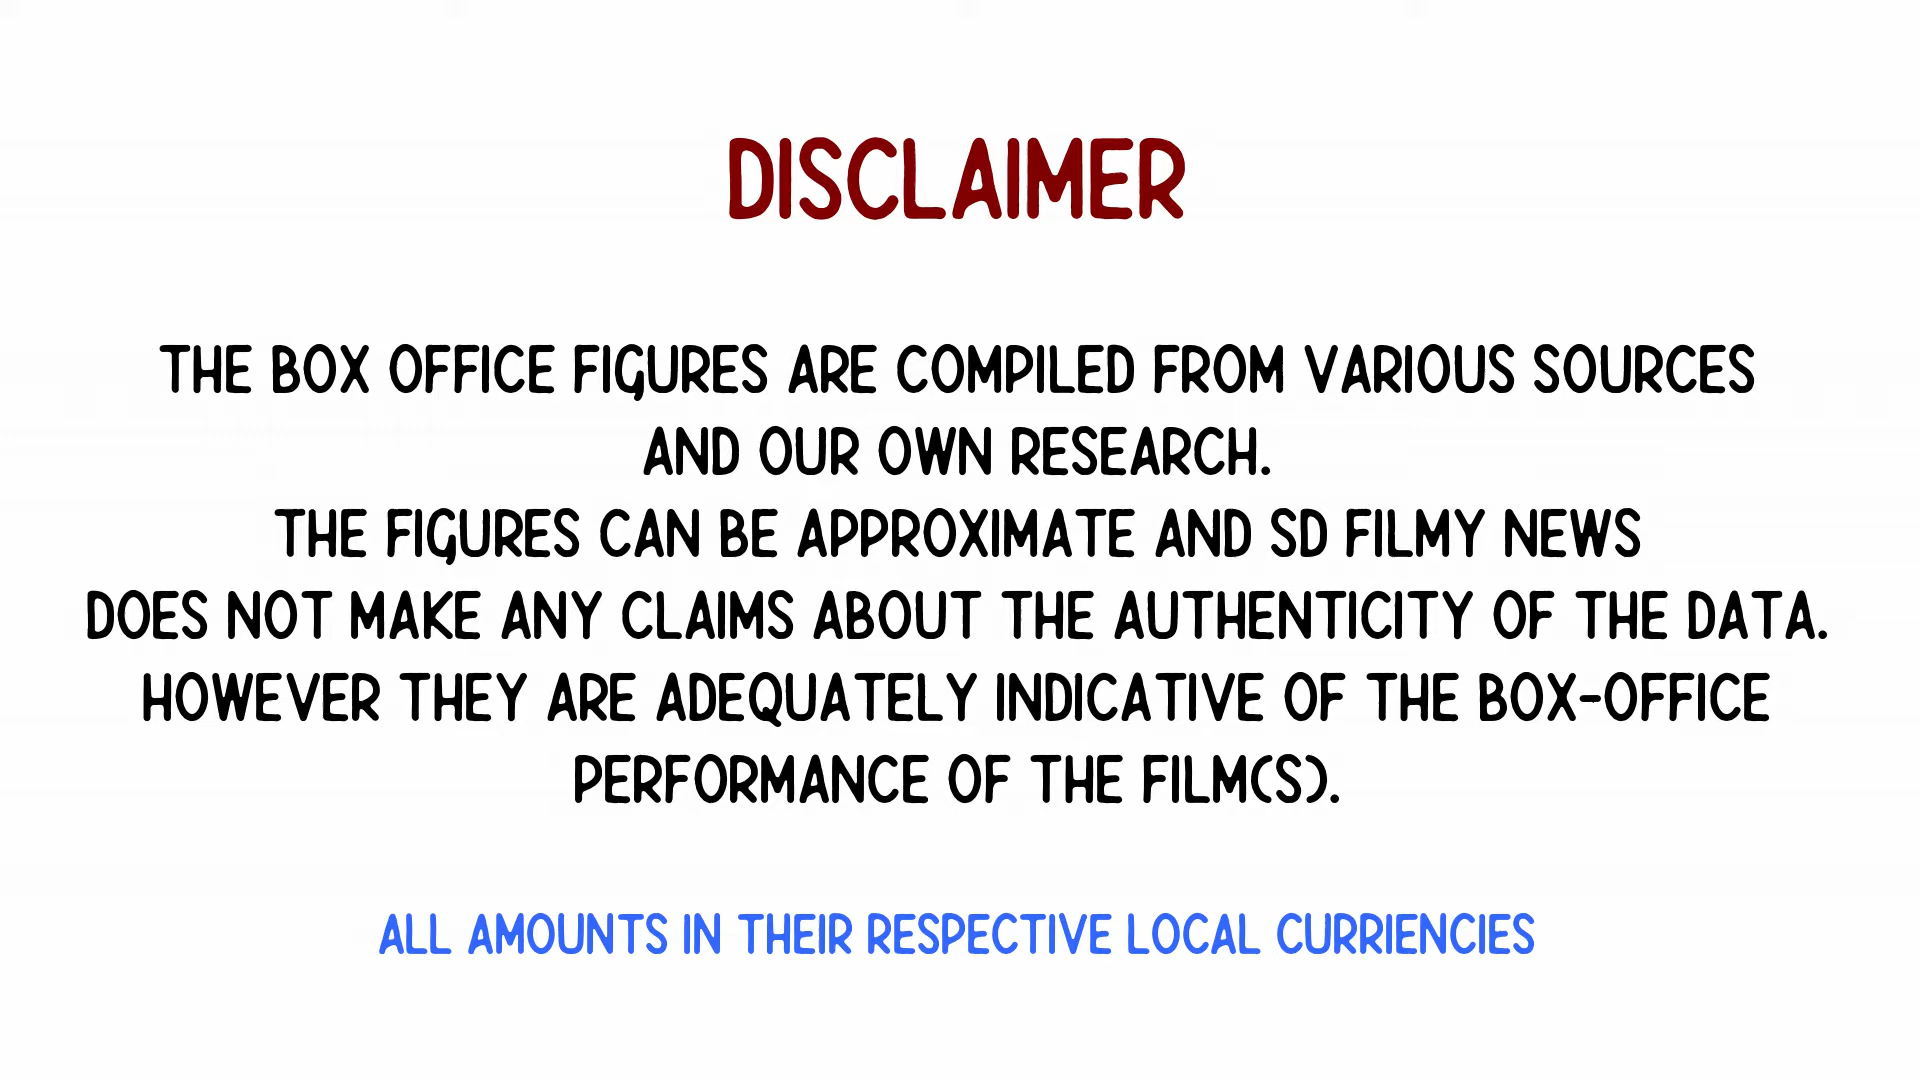 DISCLAIMER
THE BOX OFFICE FIGURES ARE COMPILED FROM VARIOUS SOURCES
AND OUR OWN RESEARCH.
THE FIGURES CAN BE APPROXIMATE AND SD FILMY NEWS
DOES NOT MAKE ANY CLAIMS ABOUT THE AUTHENTICITY OF THE DATA.
HOWEVER THEY ARE ADEQUATELY INDICATIVE OF THE BOX-OFFICE
PERFORMANCE OF THE FILM(S).
ALL AMOUNTS IN THEIR RESPECTIVE LOCAL CURRIENCIES